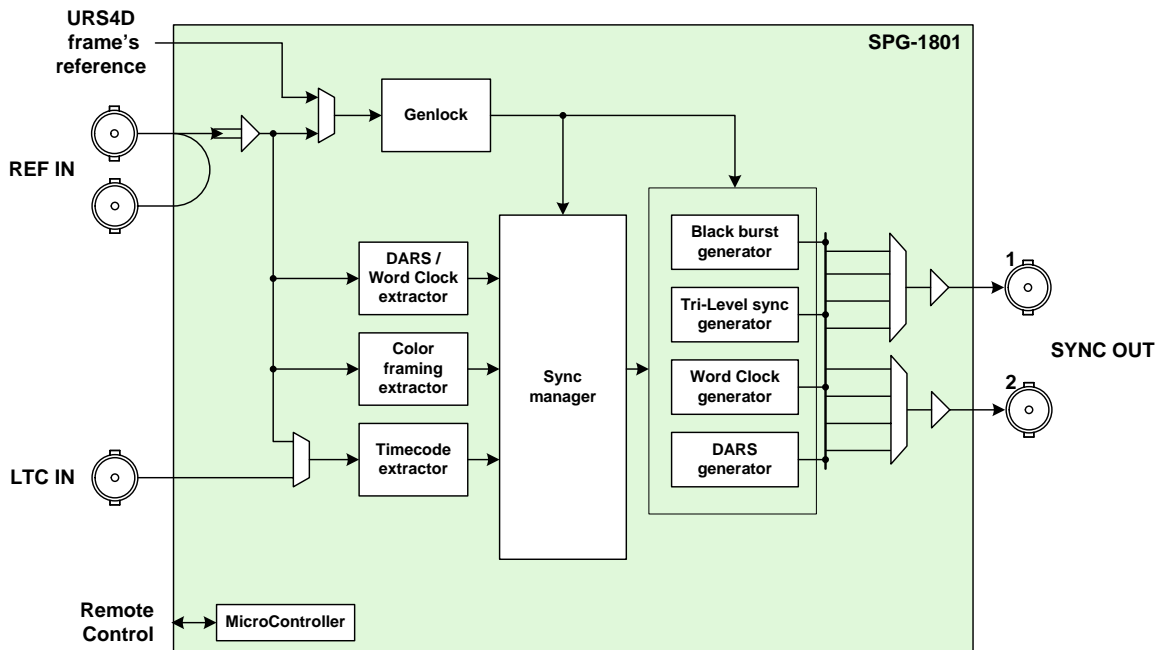 URS4D
frame's
reference
SPG-1801
Genlock
REF IN
Black burst
generator
DARS /
Word Clock
extractor
1
Tri-Level sync
generator
SYNC OUT
Color
framing
extractor
Sync
manager
Word Clock
generator
2
Timecode
extractor
DARS
generator
LTC IN
Remote
Control
MicroController